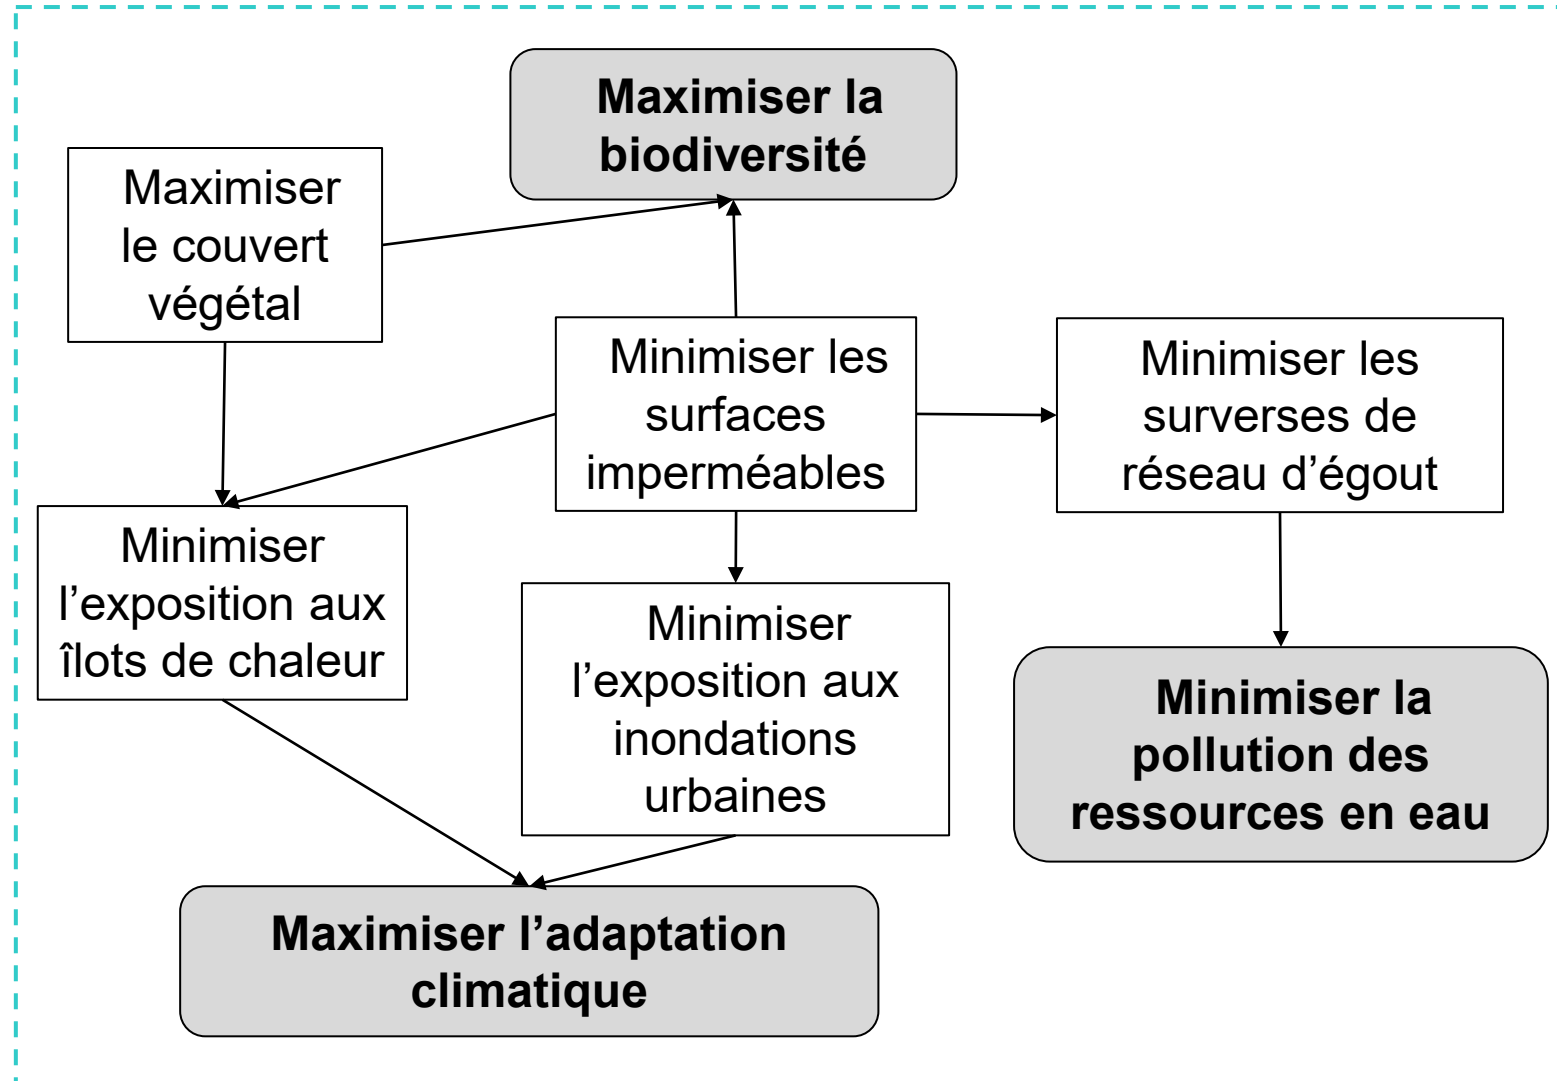 Maximiser la
biodiversité
Maximiser
le couvert
végétal
Minimiser les
surfaces
imperméables
Minimiser les
surverses de
réseau d’égout
Minimiser
l’exposition aux
îlots de chaleur
Minimiser
l’exposition aux
inondations
urbaines
Minimiser la
pollution des
ressources en eau
Maximiser l’adaptation
climatique